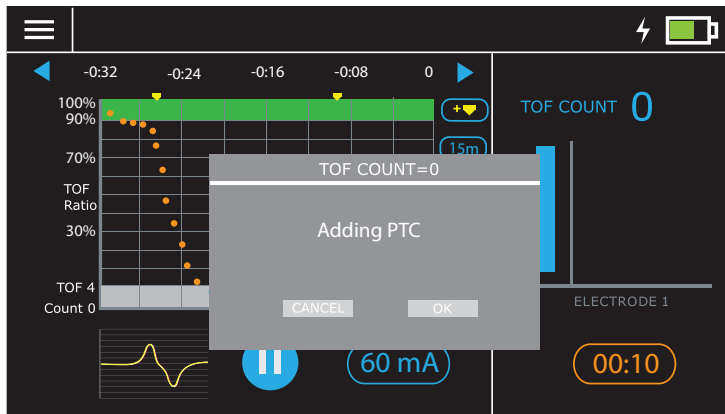 -0:32 -0:24 -0:16 -0:08 0
100%
90%
70%
TOF
Ratio
30%
TOF 4
Count 0
+
15m
TOF COUNT=0
Adding PTC
CANCEL OK
60 mA
TOF COUNT 0
ELECTRODE 1
00:10